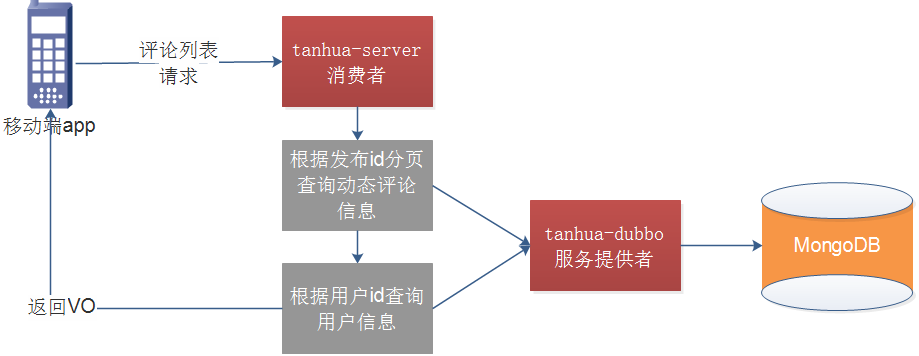 评论列表
请求
tanhua-server
消费者
移动端app
根据发布id分页
查询动态评论
信息
tanhua-dubbo
服务提供者
MongoDB
根据用户id查询
用户信息
返回VO